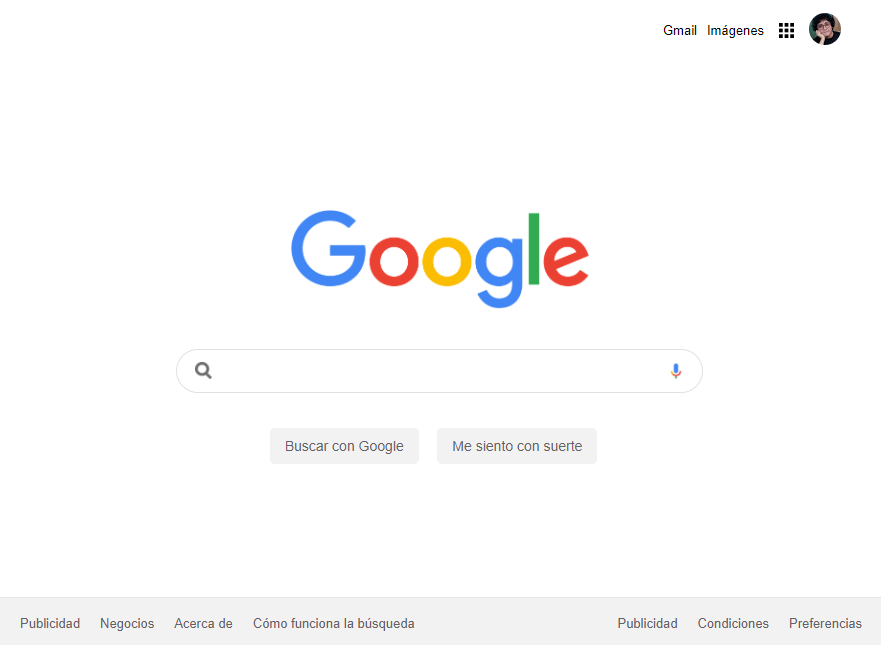 Gmail Imágenes
Google
Buscar con Google Me siento con suerte
Publicidad Negocios Acerca de Cómo funciona la búsqueda Publicidad Condiciones Preferencias